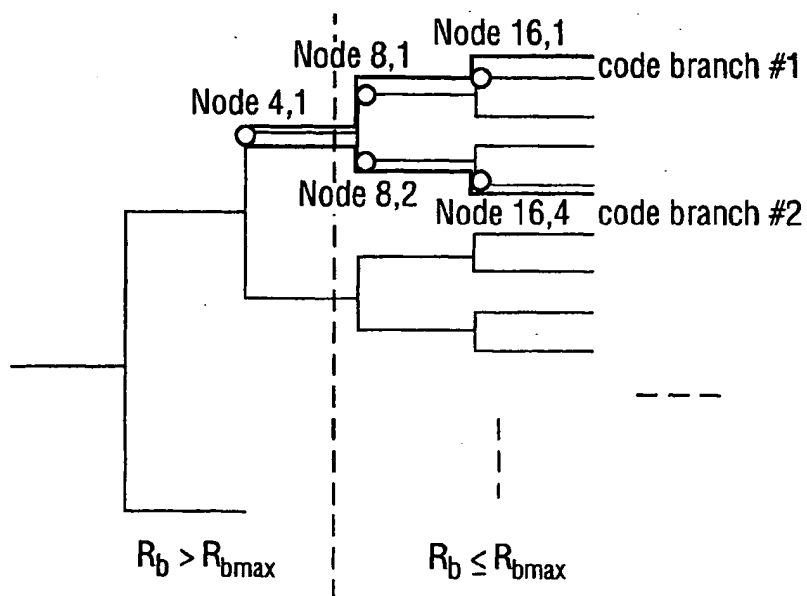 Node 16,1
Node 8,1
code branch #1
Node 4,1
Node 8,2
Node 16,4
code branch #2
R_b > R_bmax
R_b ≤ R_bmax